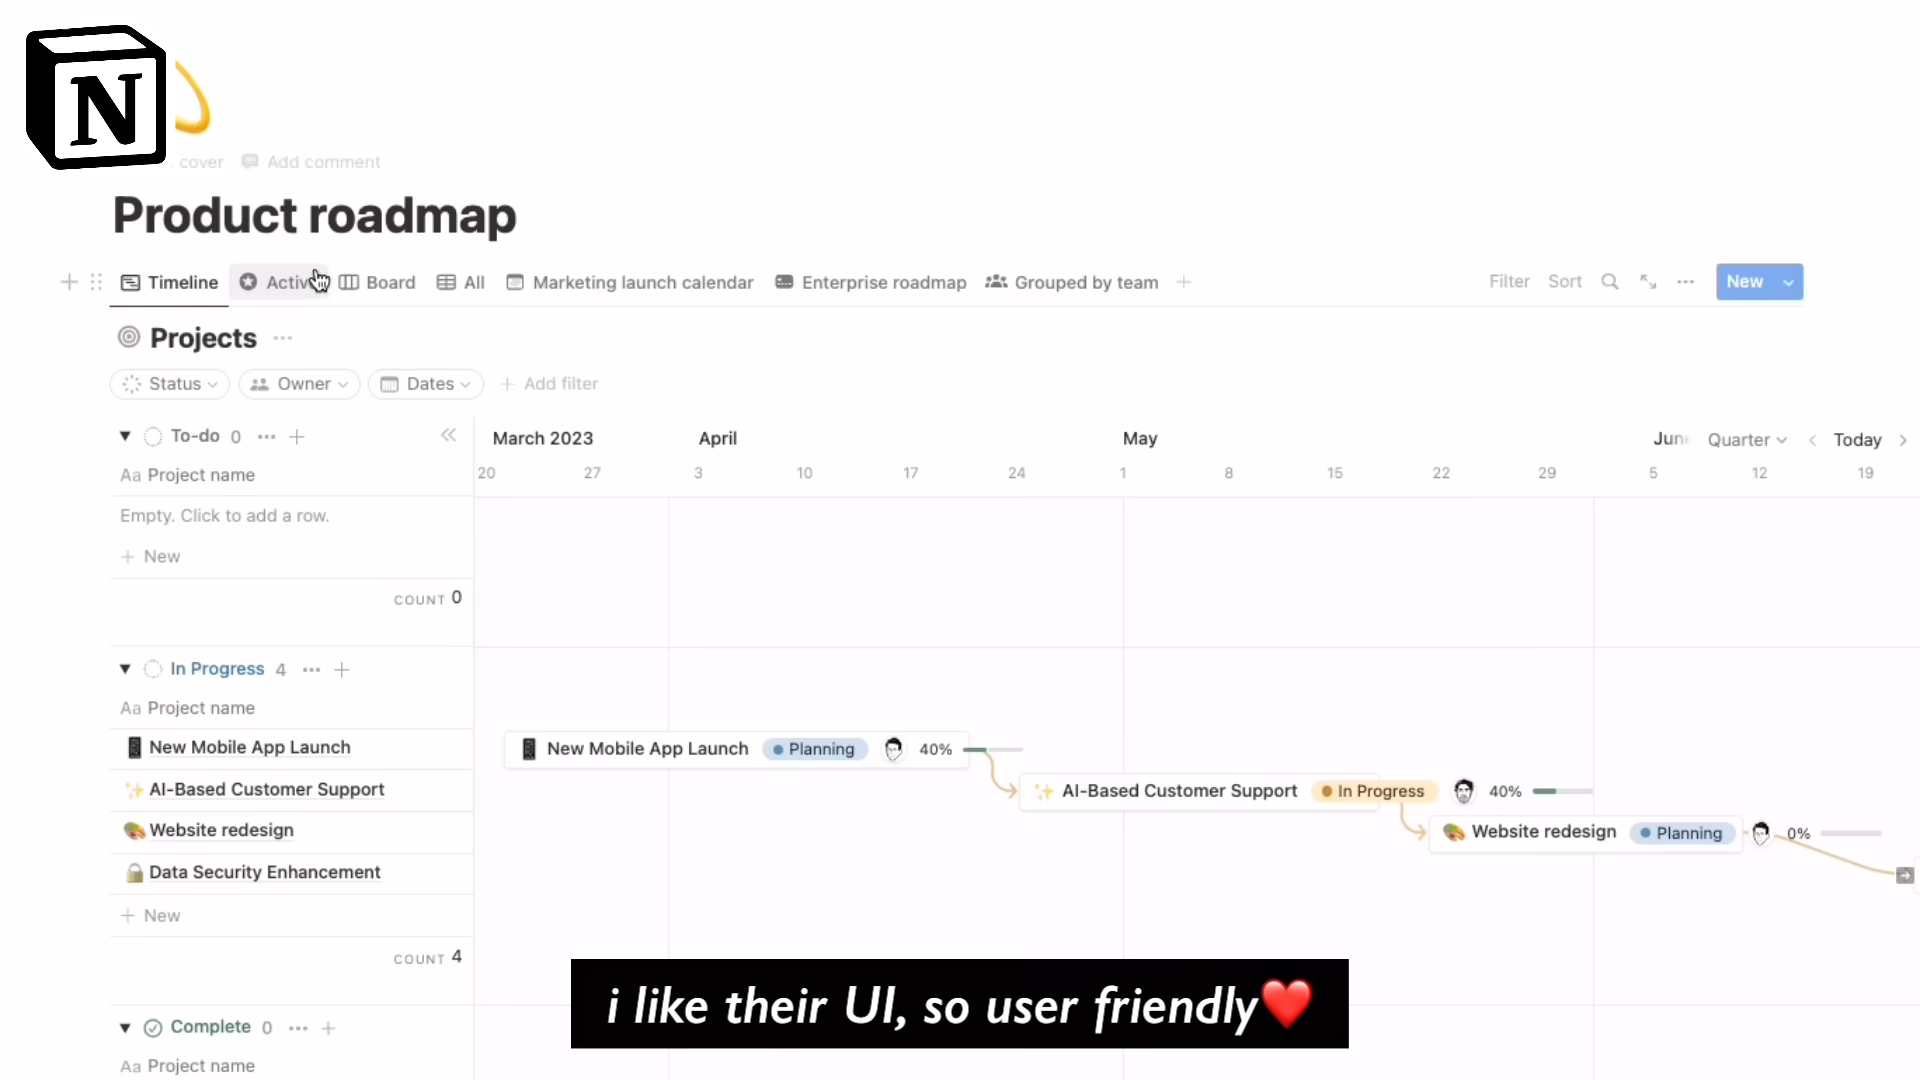 N
cover Add comment
Product roadmap
Timeline Activ Board All Marketing launch calendar Enterprise roadmap Grouped by team Filter Sort New
Projects
Status Owner Dates Add filter
To-do 0 March 2023 April May June Quarter Today
Aa Project name 20 27 3 10 17 24 1 8 15 22 29 5 12 19
Empty. Click to add a row.
+ New
COUNT 0
In Progress 4
Aa Project name
New Mobile App Launch New Mobile App Launch Planning 40%
AI-Based Customer Support AI-Based Customer Support In Progress 40%
Website redesign Website redesign Planning 0%
Data Security Enhancement
+ New
COUNT 4
i like their UI, so user friendly❤️
Complete 0
Aa Project name